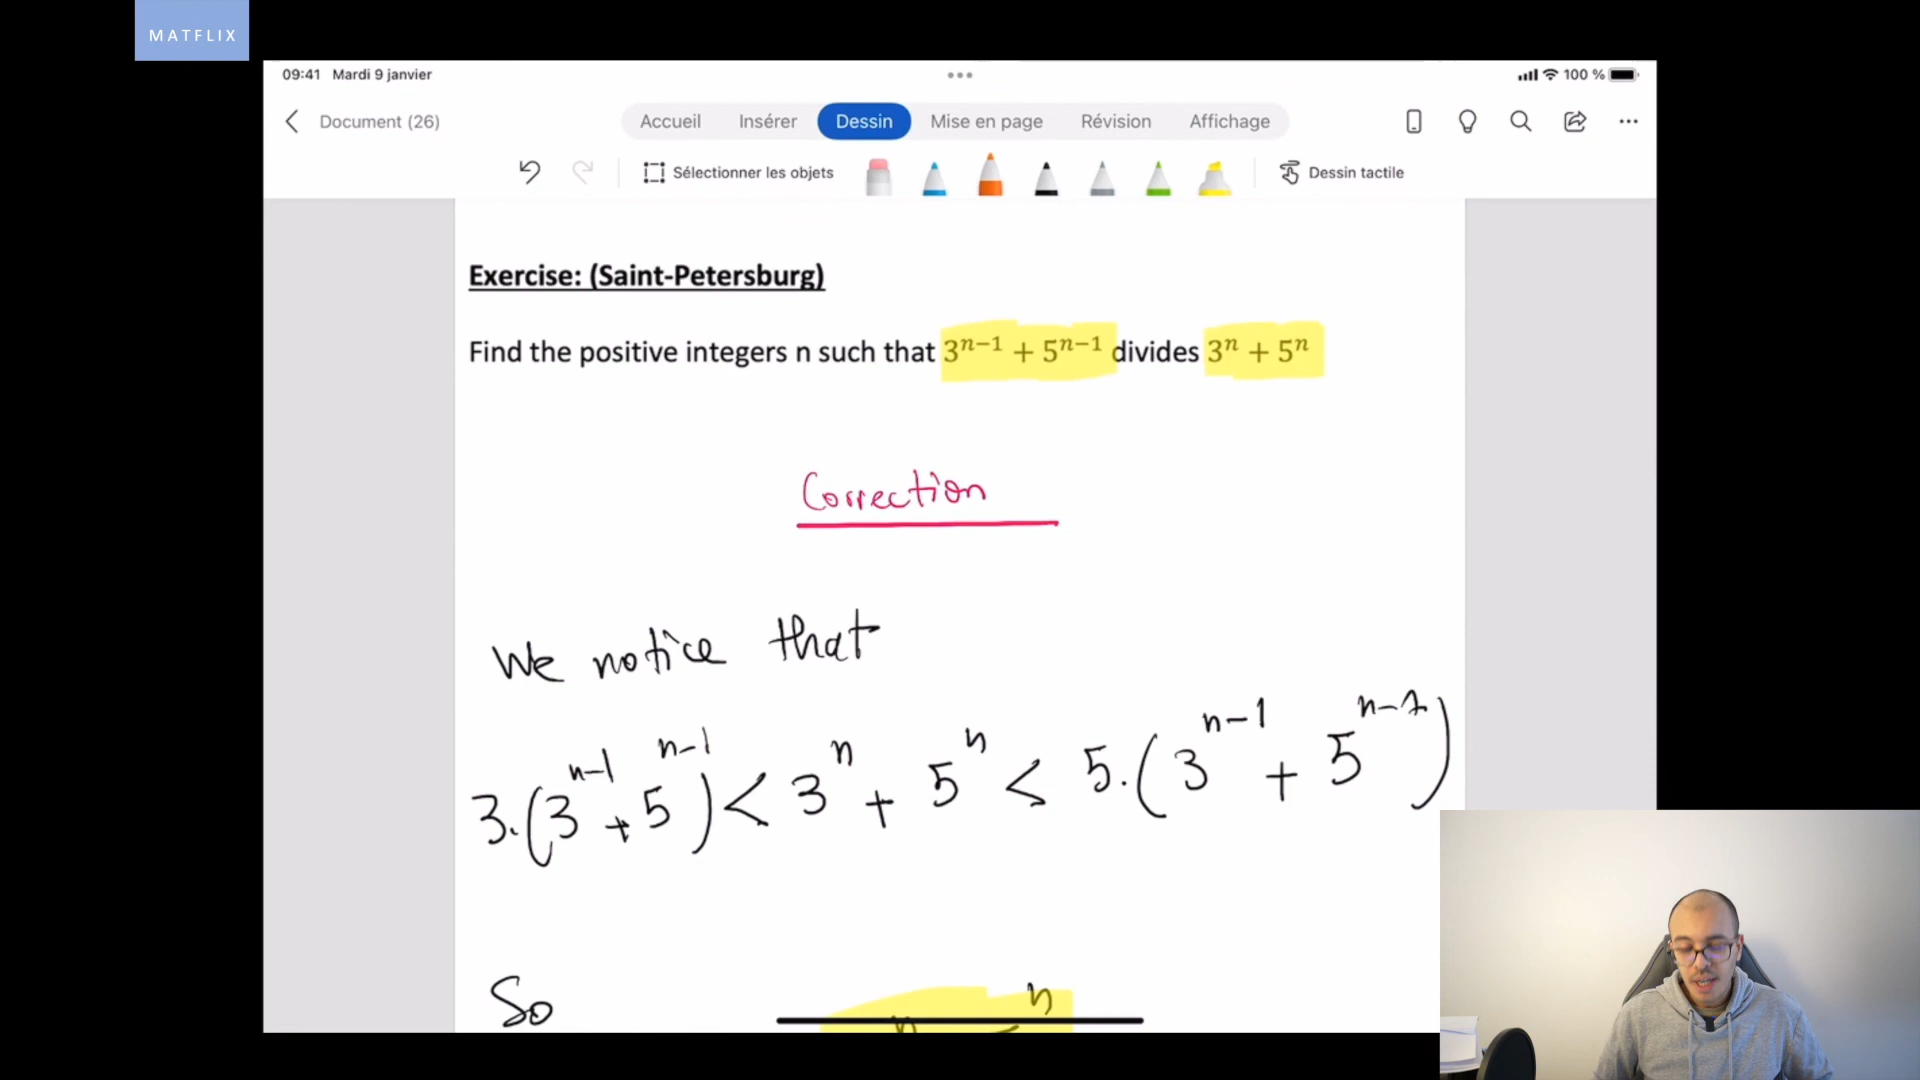 MATFLIX
09:41 Mardi 9 janvier
100 %
Document (26)
Accueil Insérer Dessin Mise en page Révision Affichage
Sélectionner les objets
Dessin tactile
Exercise: (Saint-Petersburg)
Find the positive integers n such that 3^{n−1} + 5^{n−1} divides 3^n + 5^n
Correction
We notice that
3.(3^{n-1} + 5^{n-1}) < 3^n + 5^n < 5.(3^{n-1} + 5^{n-1})
So
n n